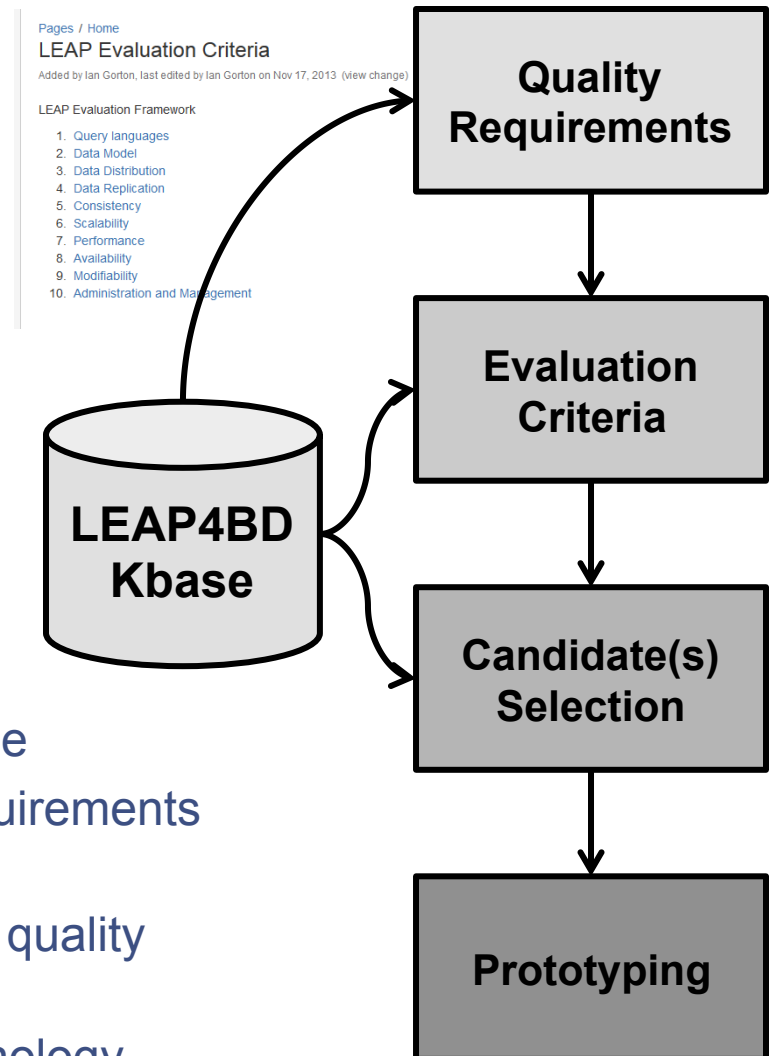 Pages / Home
LEAP Evaluation Criteria
Added by Ian Gorton, last edited by Ian Gorton on Nov 17, 2013 (view change)
LEAP Evaluation Framework
1. Query languages
2. Data Model
3. Data Distribution
4. Data Replication
5. Consistency
6. Scalability
7. Performance
8. Availability
9. Modifiability
10. Administration and Management
Quality
Requirements
Evaluation
Criteria
LEAP4BD
Kbase
Candidate(s)
Selection
Prototyping
quality